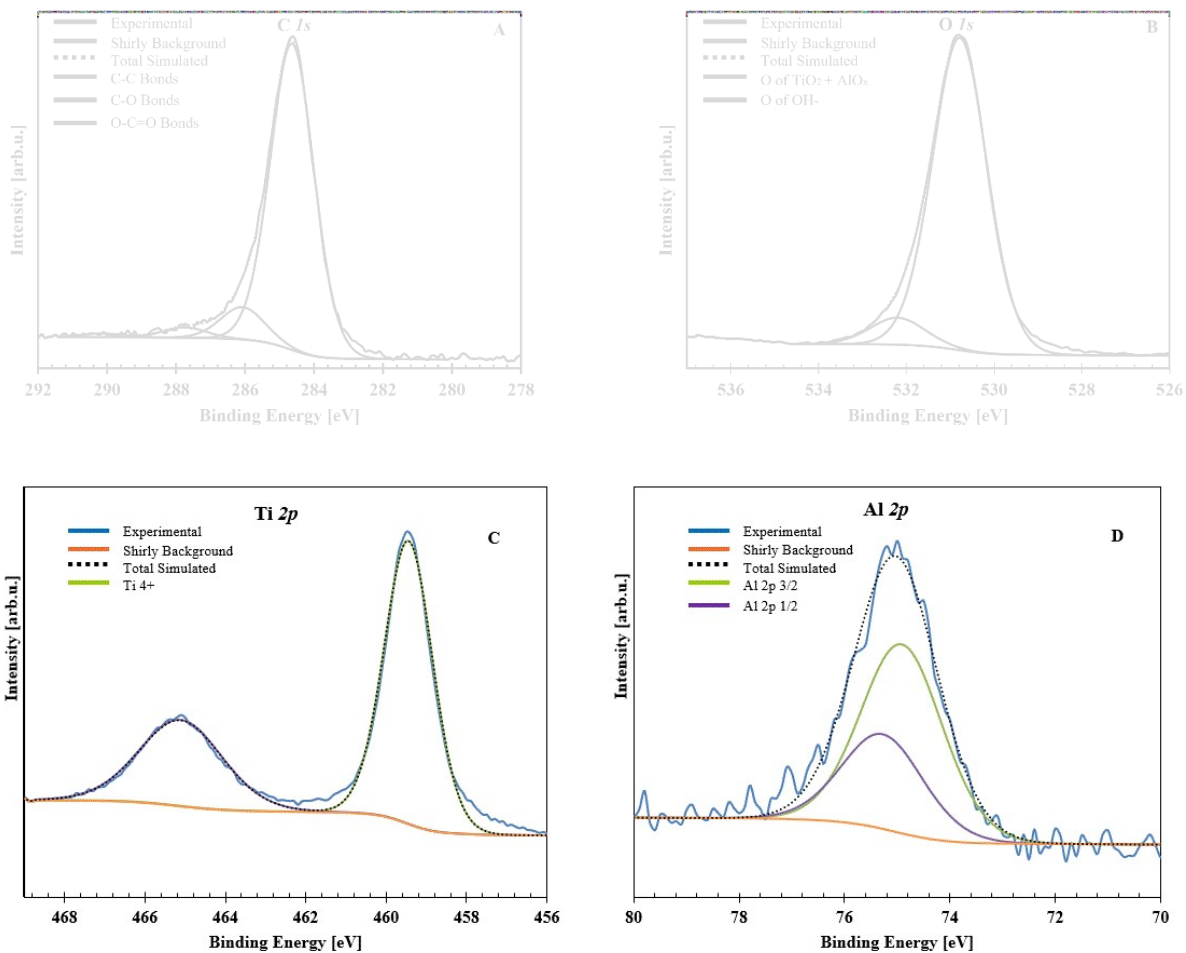 C 1s
A
Experimental
Shirly Background
Total Simulated
C-C Bonds
C-O Bonds
O-C=O Bonds
Intensity [arb.u.]
292 290 288 286 284 282 280 278
Binding Energy [eV]
O 1s
B
Experimental
Shirly Background
Total Simulated
O of TiO₂ + AlOₓ
O of OH-
Intensity [arb.u.]
536 534 532 530 528 526
Binding Energy [eV]
Ti 2p
C
Experimental
Shirly Background
Total Simulated
Ti 4+
Intensity [arb.u.]
468 466 464 462 460 458 456
Binding Energy [eV]
Al 2p
D
Experimental
Shirly Background
Total Simulated
Al 2p 3/2
Al 2p 1/2
Intensity [arb.u.]
80 78 76 74 72 70
Binding Energy [eV]